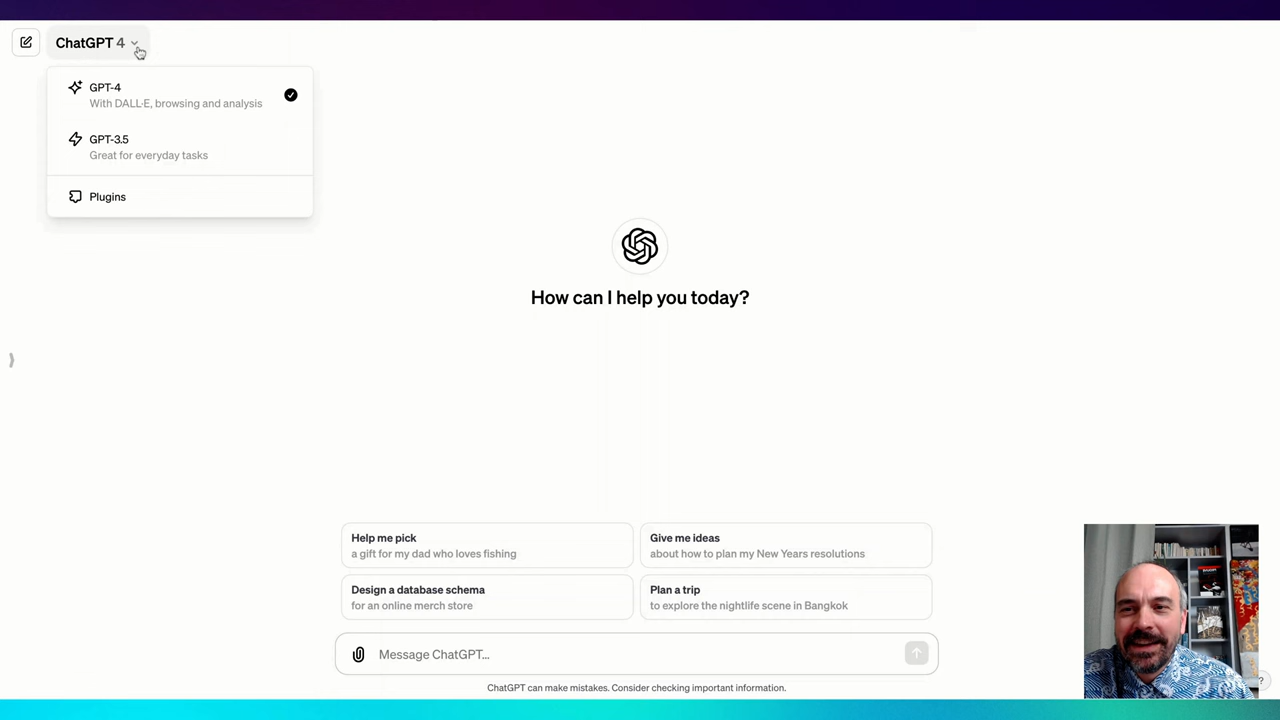 ChatGPT 4
GPT-4
With DALL·E, browsing and analysis
GPT-3.5
Great for everyday tasks
Plugins
How can I help you today?
Help me pick
a gift for my dad who loves fishing
Give me ideas
about how to plan my New Years resolutions
Design a database schema
for an online merch store
Plan a trip
to explore the nightlife scene in Bangkok
Message ChatGPT...
ChatGPT can make mistakes. Consider checking important information.
?